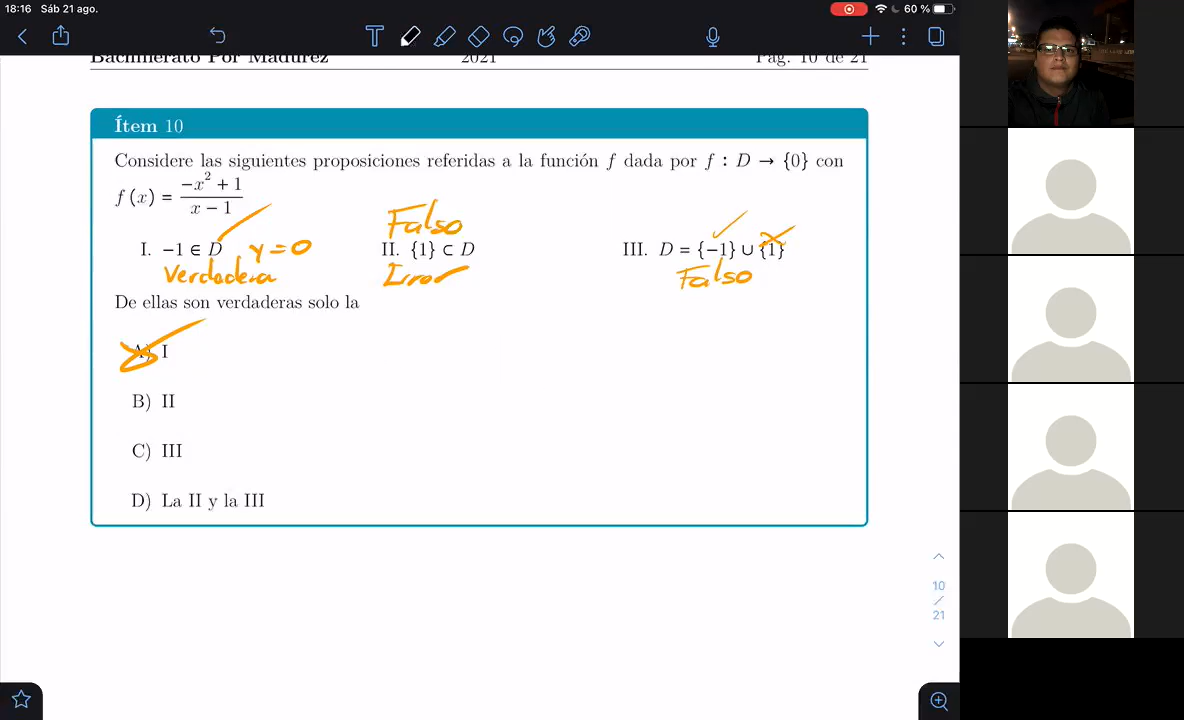 18:16 Sáb 21 ago.
60 %
Bachillerato Por Madurez 2021 Pág. 10 de 21
Ítem 10
Considere las siguientes proposiciones referidas a la función f dada por f : D → {0} con
f (x) = (−x² + 1)/(x − 1)
Falso
I. −1 ∈ D y = 0 II. {1} ⊂ D III. D = {−1} ∪ {1}
Verdadera Error Falso
De ellas son verdaderas solo la
A) I
B) II
C) III
D) La II y la III
10
/
21